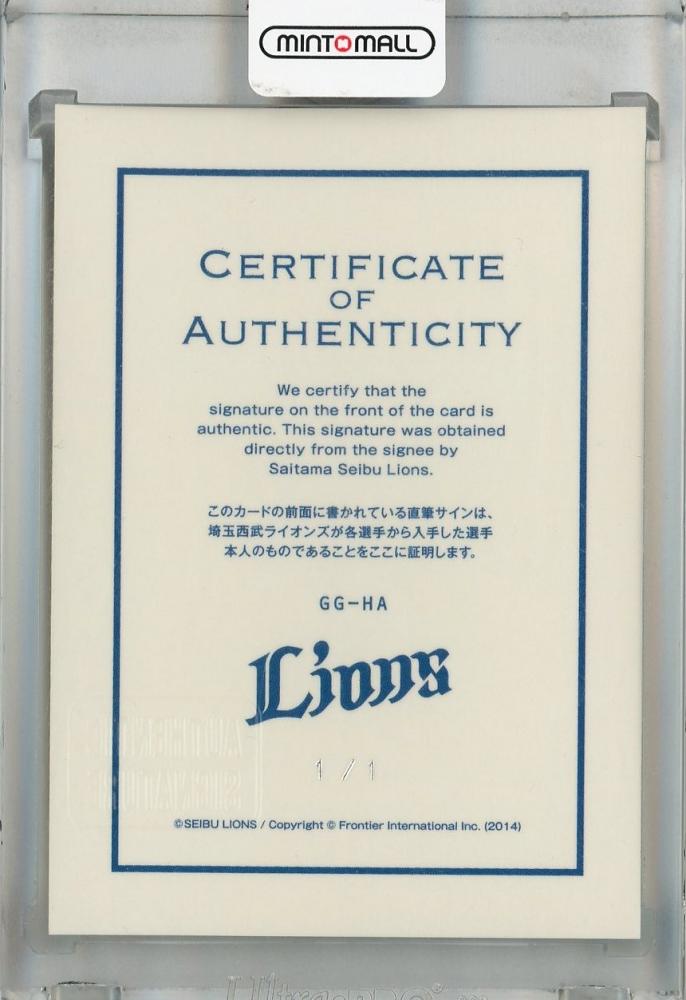 MINT MALL
CERTIFICATE
OF
AUTHENTICITY
We certify that the
signature on the front of the card is
authentic. This signature was obtained
directly from the signee by
Saitama Seibu Lions.
このカードの前面に書かれている直筆サインは、
埼玉西武ライオンズが各選手から入手した選手
本人のものであることをここに証明します。
GG-HA
Lions
1 / 1
©SEIBU LIONS / Copyright © Frontier International Inc. (2014)